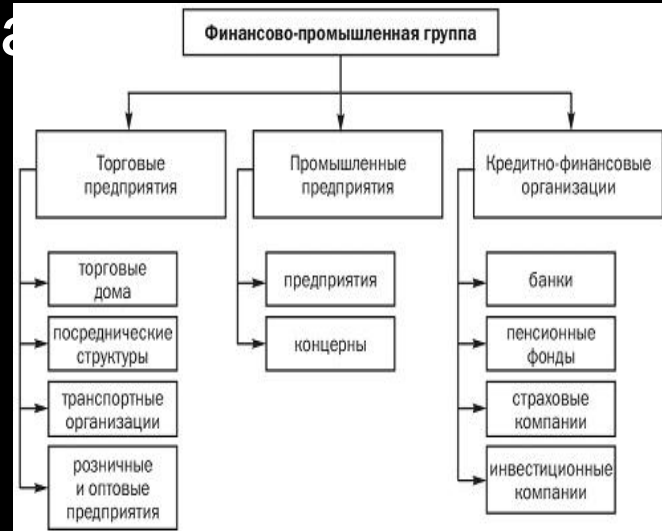 а
Финансово-промышленная группа
Торговые
предприятия
Промышленные
предприятия
Кредитно-финансовые
организации
торговые
дома
посреднические
структуры
транспортные
организации
розничные
и оптовые
предприятия
предприятия
концерны
банки
пенсионные
фонды
страховые
компании
инвестиционные
компании